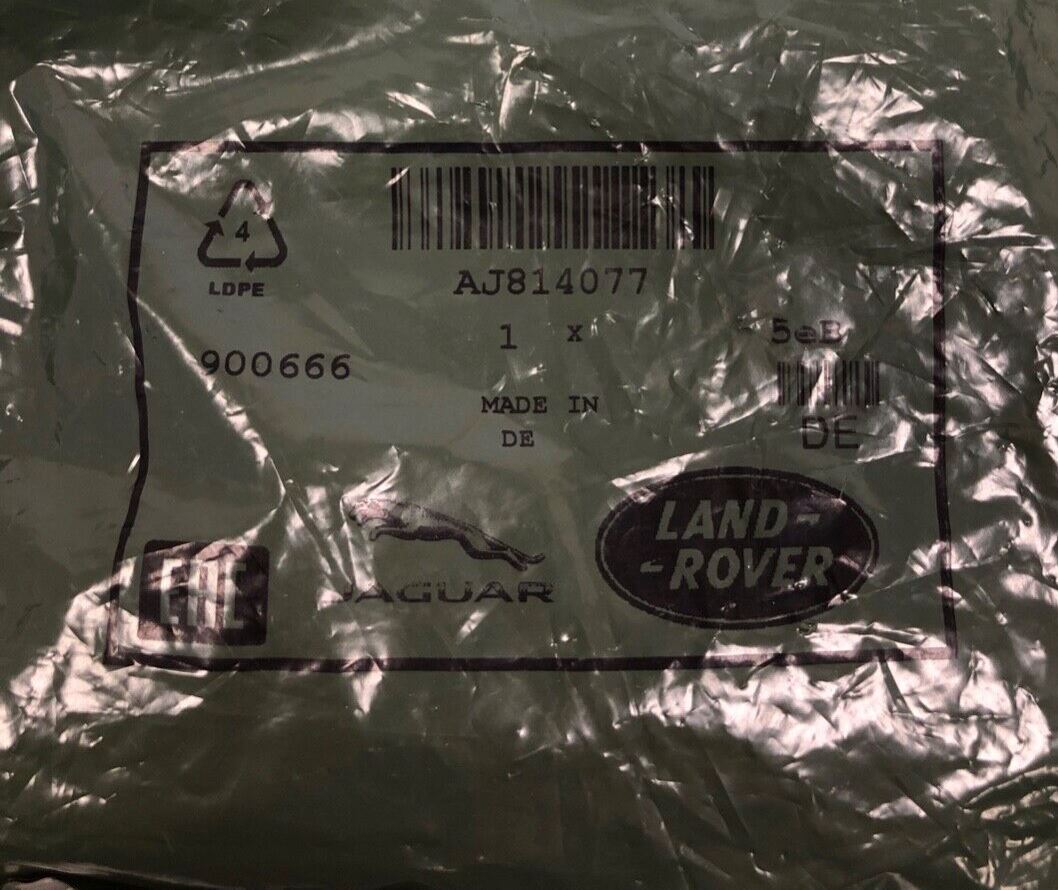 4
LDPE
AJ814077
1 x
5eB
900666
MADE IN
DE
DE
LAND-
-ROVER
JAGUAR
EAC